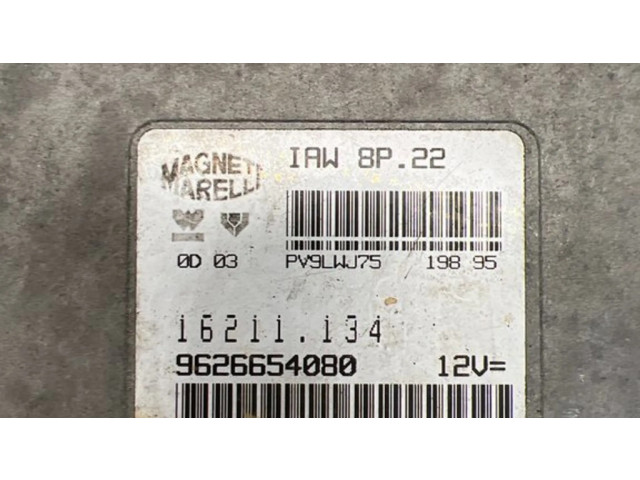 MAGNETI MARELLI
IAW 8P.22
0D 03
PV9LWJ75 198 95
16211.134
9626654080 12V=